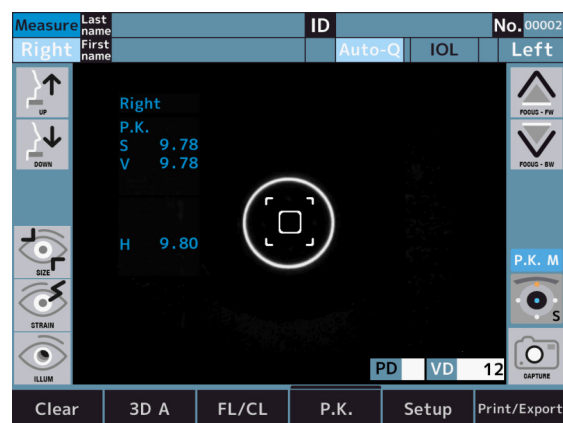 Measure Last name ID No. 00002
Right First name Auto-Q IOL Left
UP
FOCUS - FW
Right
P.K.
S 9.78
V 9.78
DOWN
FOCUS - BW
H 9.80
SIZE
P.K. M
S
STRAIN
ILLUM
PD VD 12
CAPTURE
Clear 3D A FL/CL P.K. Setup Print/Export